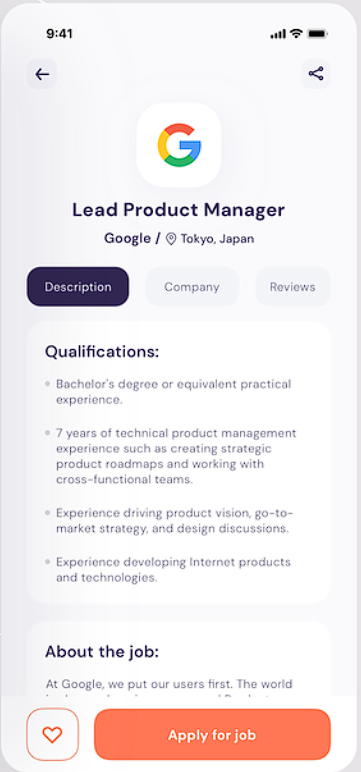 9:41
Lead Product Manager
Google / Tokyo, Japan
Description Company Reviews
Qualifications:
Bachelor's degree or equivalent practical
experience.
7 years of technical product management
experience such as creating strategic
product roadmaps and working with
cross-functional teams.
Experience driving product vision, go-to-
market strategy, and design discussions.
Experience developing Internet products
and technologies.
About the job:
At Google, we put our users first. The world
Apply for job